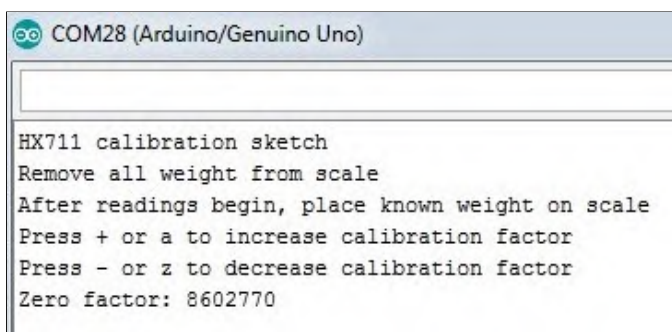 COM28 (Arduino/Genuino Uno)
HX711 calibration sketch
Remove all weight from scale
After readings begin, place known weight on scale
Press + or a to increase calibration factor
Press - or z to decrease calibration factor
Zero factor: 8602770